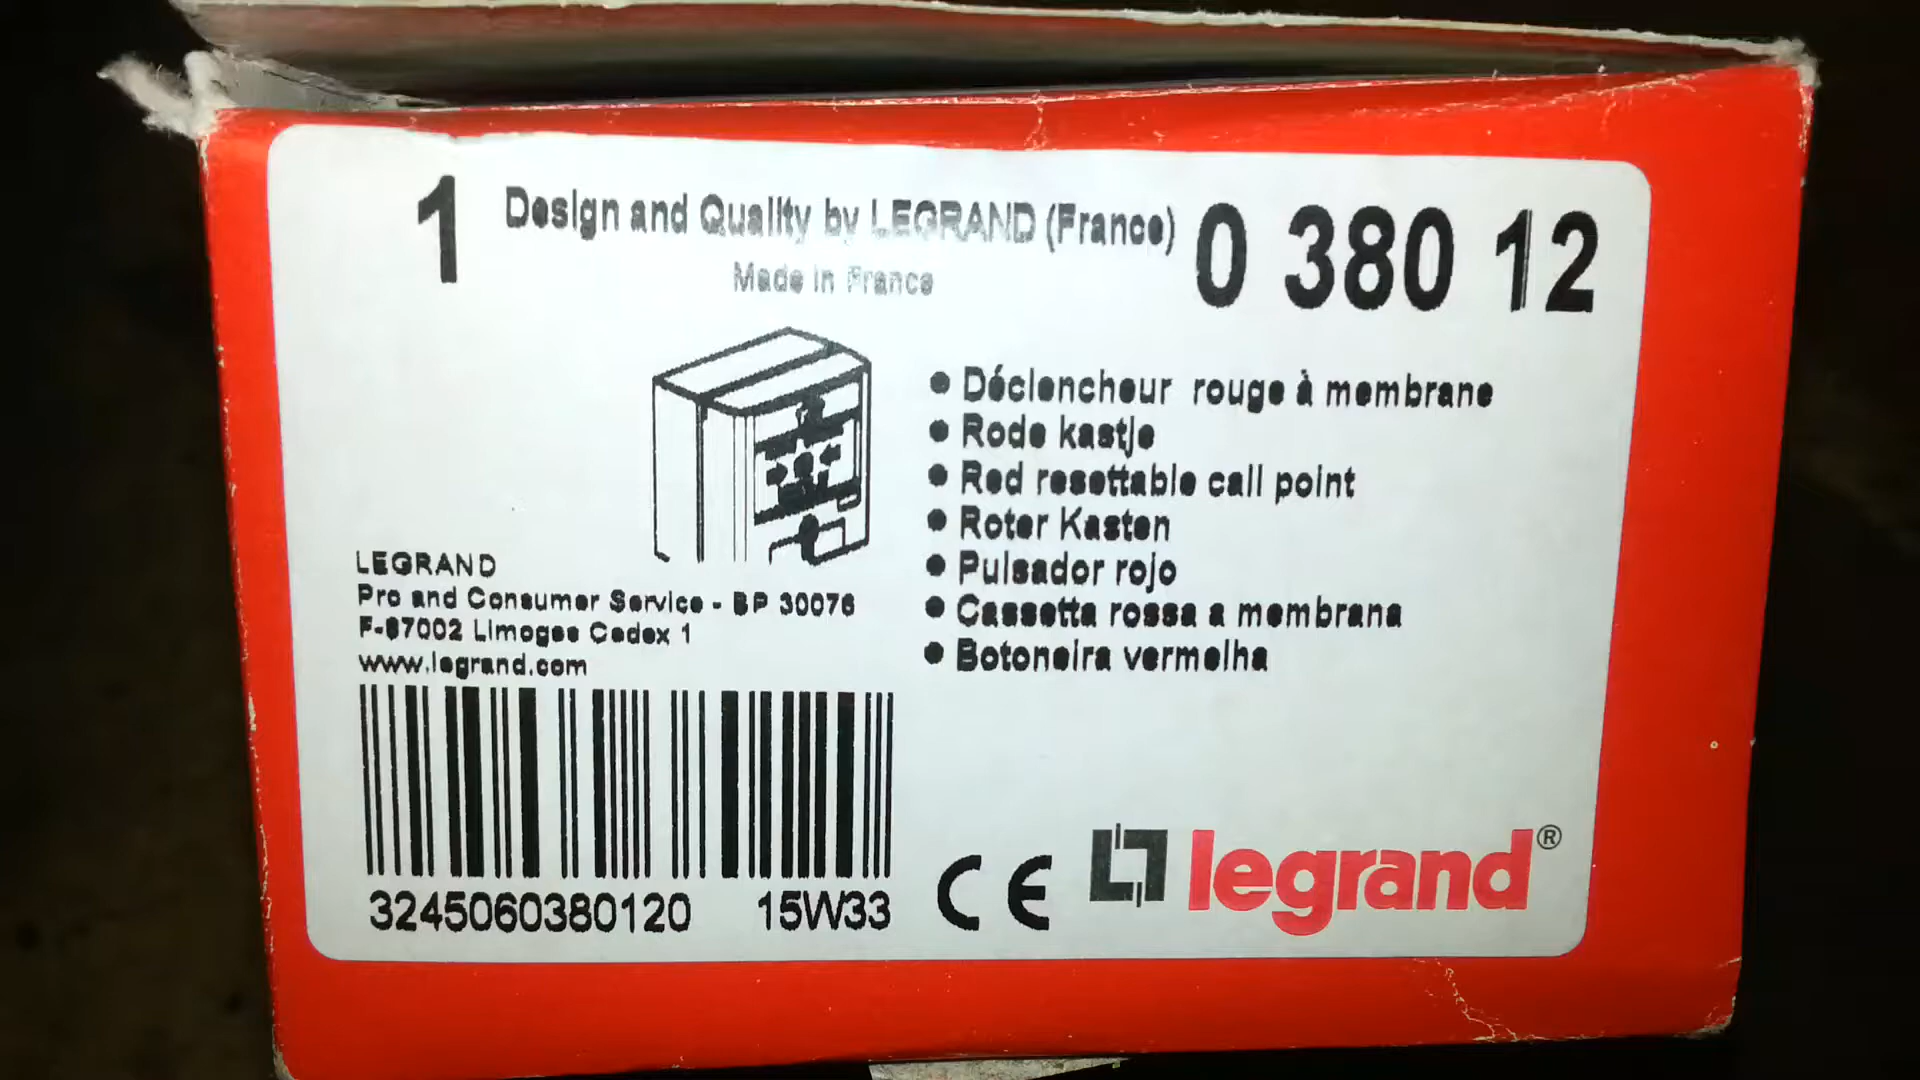 1
Design and Quality by LEGRAND (France)
Made in France
0 380 12
• Déclencheur rouge à membrane
• Rode kastje
• Red resettable call point
• Roter Kasten
• Pulsador rojo
• Cassetta rossa a membrana
• Botoneira vermelha
LEGRAND
Pro and Consumer Service - BP 30076
F-87002 Limoges Cedex 1
www.legrand.com
3245060380120 15W33
CE
legrand®